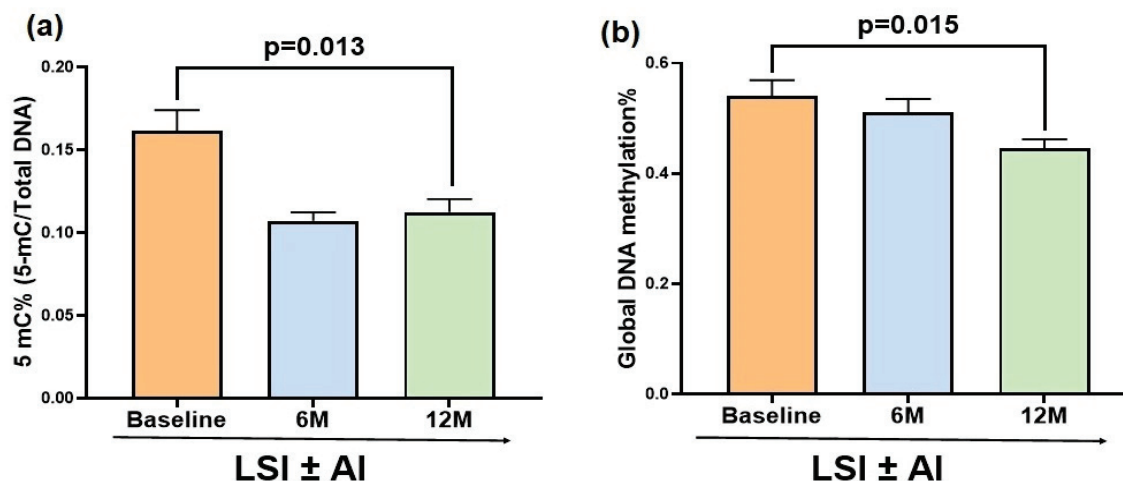 (a)
p=0.013
5 mC% (5-mC/Total DNA)
0.20
0.15
0.10
0.05
0.00
Baseline 6M 12M
LSI ± AI
(b)
p=0.015
Global DNA methylation%
0.6
0.4
0.2
0.0
Baseline 6M 12M
LSI ± AI